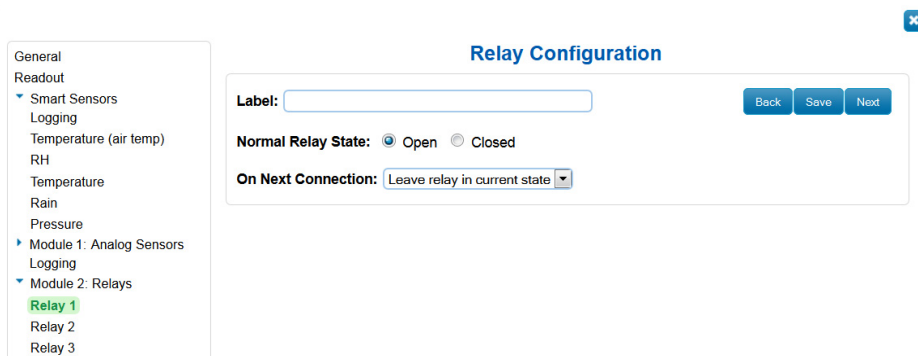 Relay Configuration
General
Readout
Smart Sensors
Logging
Temperature (air temp)
RH
Temperature
Rain
Pressure
Module 1: Analog Sensors
Logging
Module 2: Relays
Relay 1
Relay 2
Relay 3
Label:
Back Save Next
Normal Relay State: Open Closed
On Next Connection: Leave relay in current state